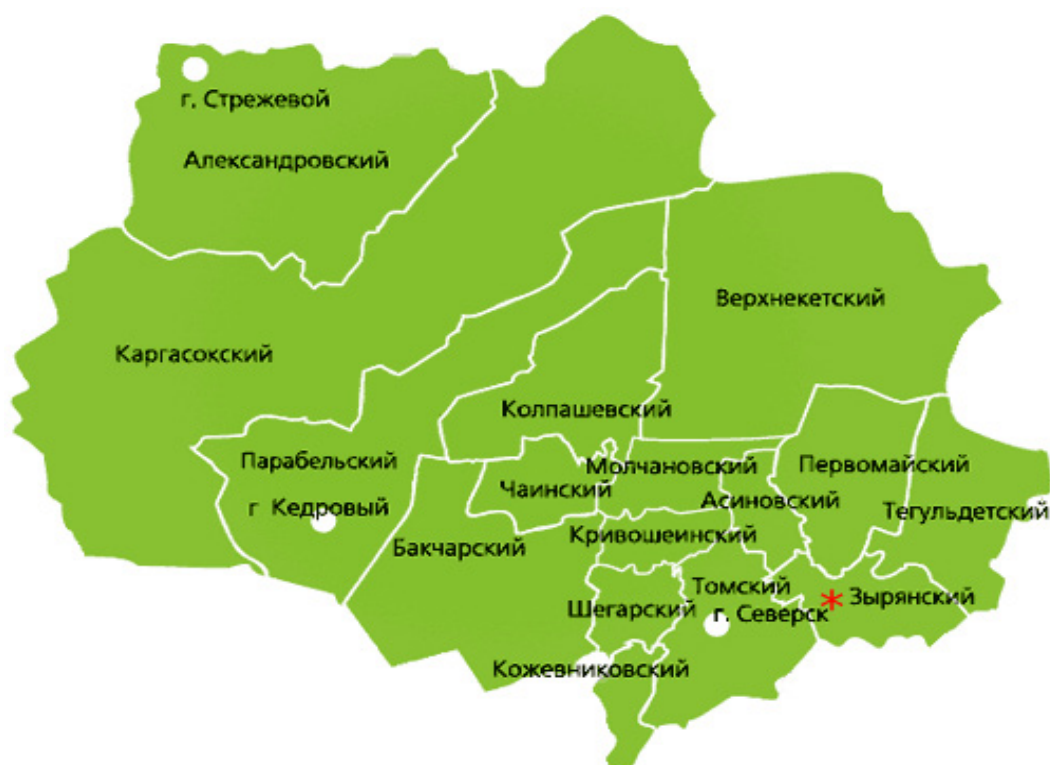 г. Стрежевой
Александровский
Верхнекетский
Каргасокский
Колпашевский
Парабельский
Молчановский
Первомайский
Чаинский
Асиновский
г Кедровый
Тегульдетский
Кривошеинский
Бакчарский
Томский
Зырянский
Шегарский
г. Северск
Кожевниковский